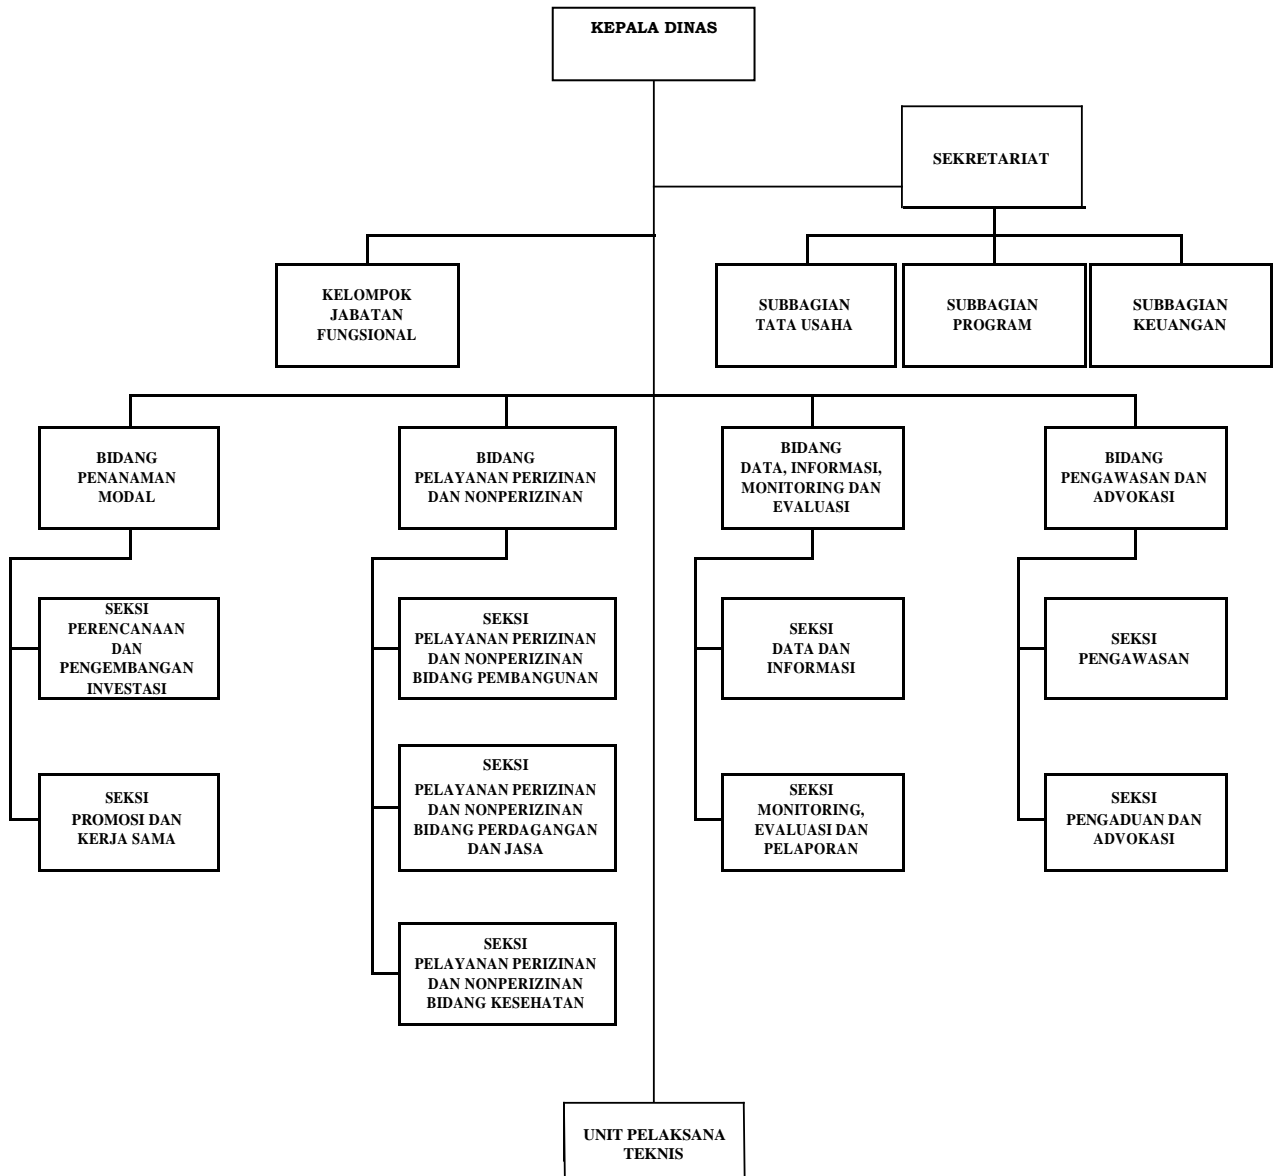 KEPALA DINAS
SEKRETARIAT
KELOMPOK
JABATAN
FUNGSIONAL
SUBBAGIAN
TATA USAHA
SUBBAGIAN
PROGRAM
SUBBAGIAN
KEUANGAN
BIDANG
PENANAMAN
MODAL
BIDANG
PELAYANAN PERIZINAN
DAN NONPERIZINAN
BIDANG
DATA, INFORMASI,
MONITORING DAN
EVALUASI
BIDANG
PENGAWASAN DAN
ADVOKASI
SEKSI
PERENCANAAN
DAN
PENGEMBANGAN
INVESTASI
SEKSI
PELAYANAN PERIZINAN
DAN NONPERIZINAN
BIDANG PEMBANGUNAN
SEKSI
DATA DAN
INFORMASI
SEKSI
PENGAWASAN
SEKSI
PROMOSI DAN
KERJA SAMA
SEKSI
PELAYANAN PERIZINAN
DAN NONPERIZINAN
BIDANG PERDAGANGAN
DAN JASA
SEKSI
MONITORING,
EVALUASI DAN
PELAPORAN
SEKSI
PENGADUAN DAN
ADVOKASI
SEKSI
PELAYANAN PERIZINAN
DAN NONPERIZINAN
BIDANG KESEHATAN
UNIT PELAKSANA
TEKNIS